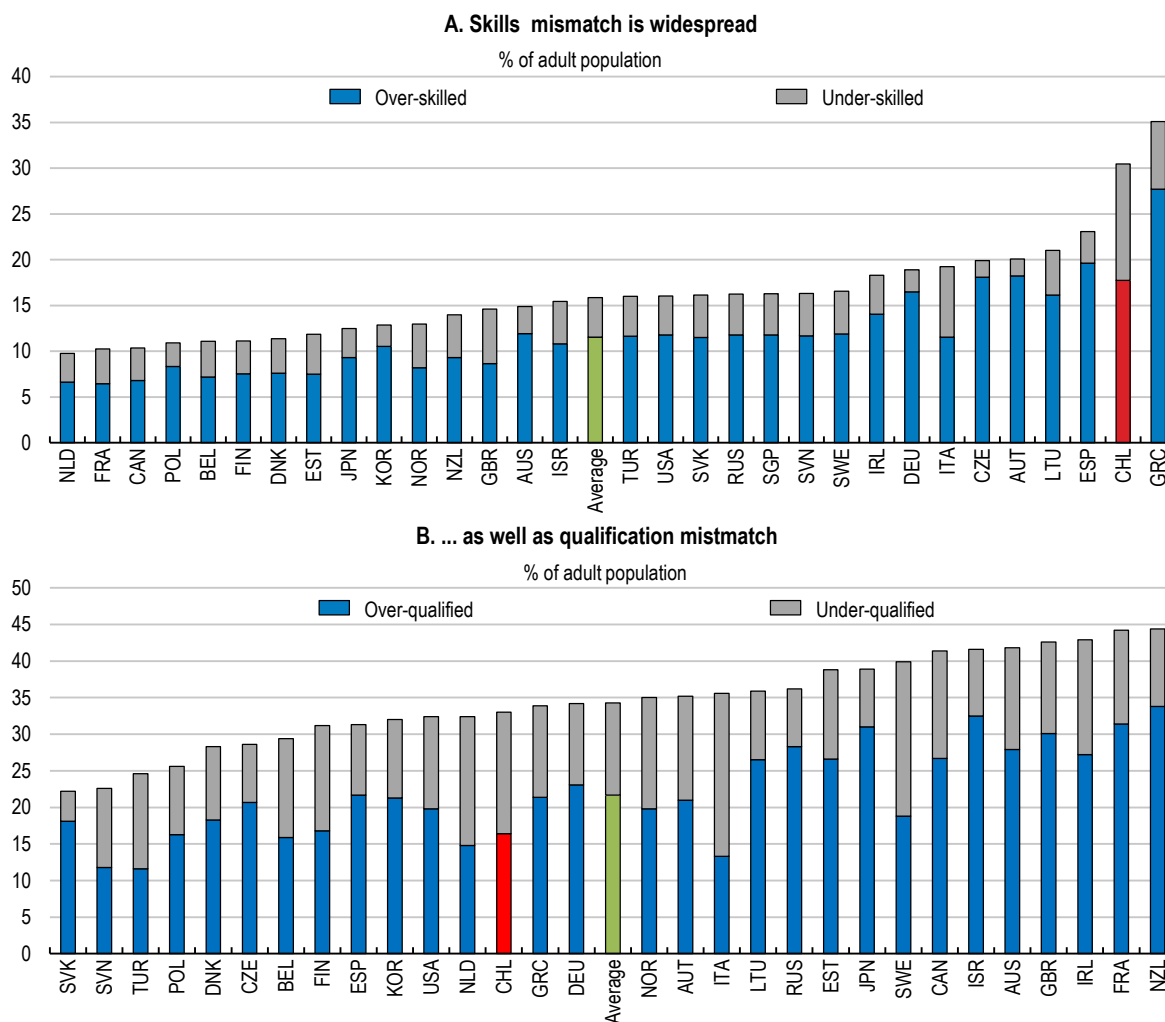 A. Skills mismatch is widespread
% of adult population
40
Over-skilled Under-skilled
35
30
25
20
15
10
5
0
NLD FRA CAN POL BEL FIN DNK EST JPN KOR NOR NZL GBR AUS ISR Average TUR USA SVK RUS SGP SVN SWE IRL DEU ITA CZE AUT LTU ESP CHL GRC
B. ... as well as qualification mistmatch
% of adult population
50
Over-qualified Under-qualified
45
40
35
30
25
20
15
10
5
0
SVK SVN TUR POL DNK CZE BEL FIN ESP KOR USA NLD CHL GRC DEU Average NOR AUT ITA LTU RUS EST JPN SWE CAN ISR AUS GBR IRL FRA NZL